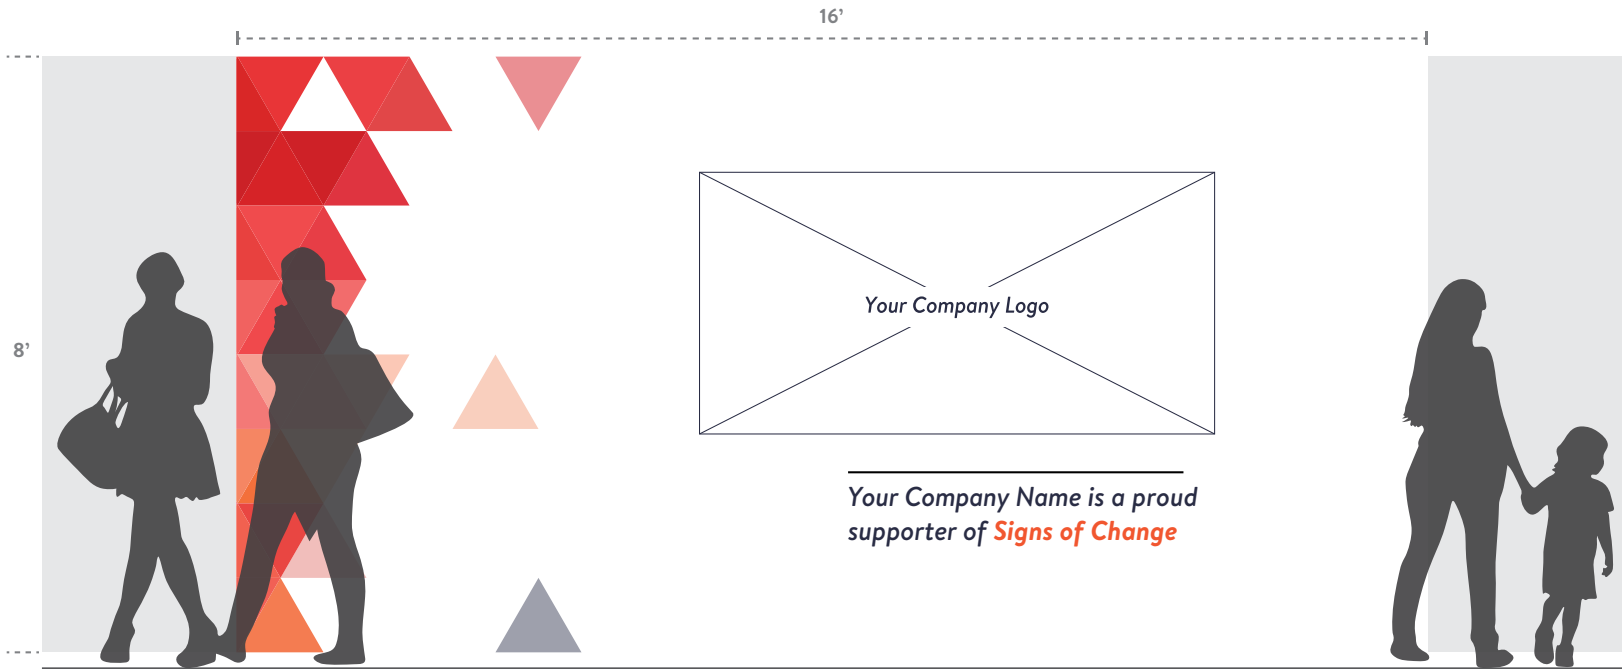 16’
8’
Your Company Logo
Your Company Name is a proud
supporter of Signs of Change